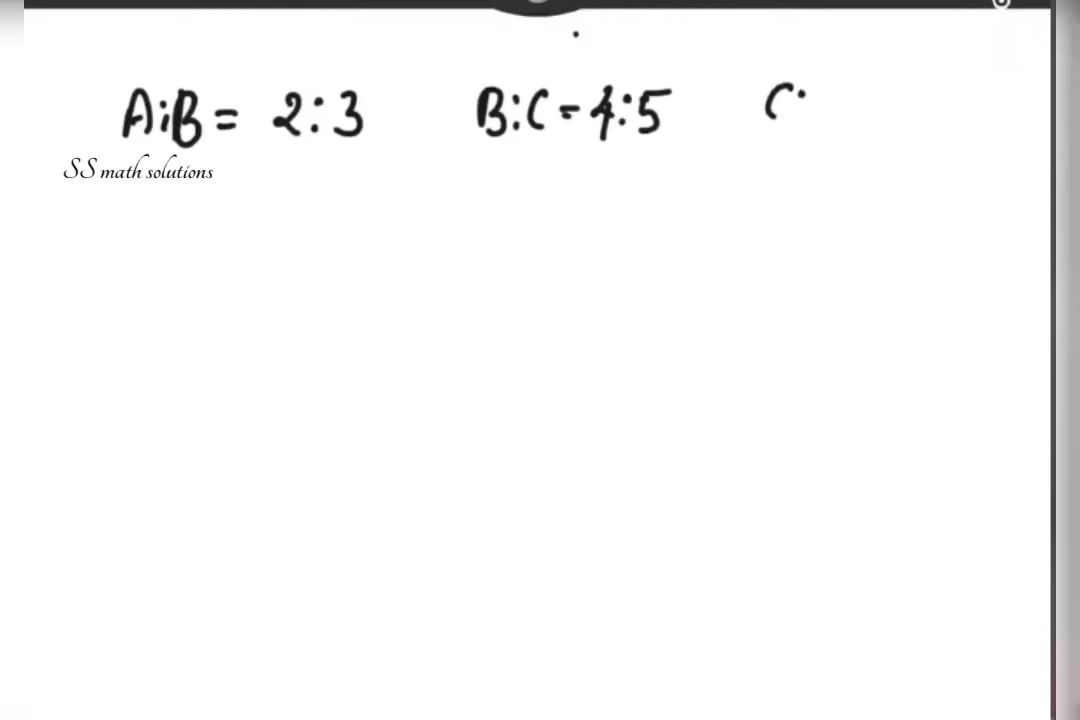 A:B = 2:3 B:C = 4:5 C:
SS math solutions